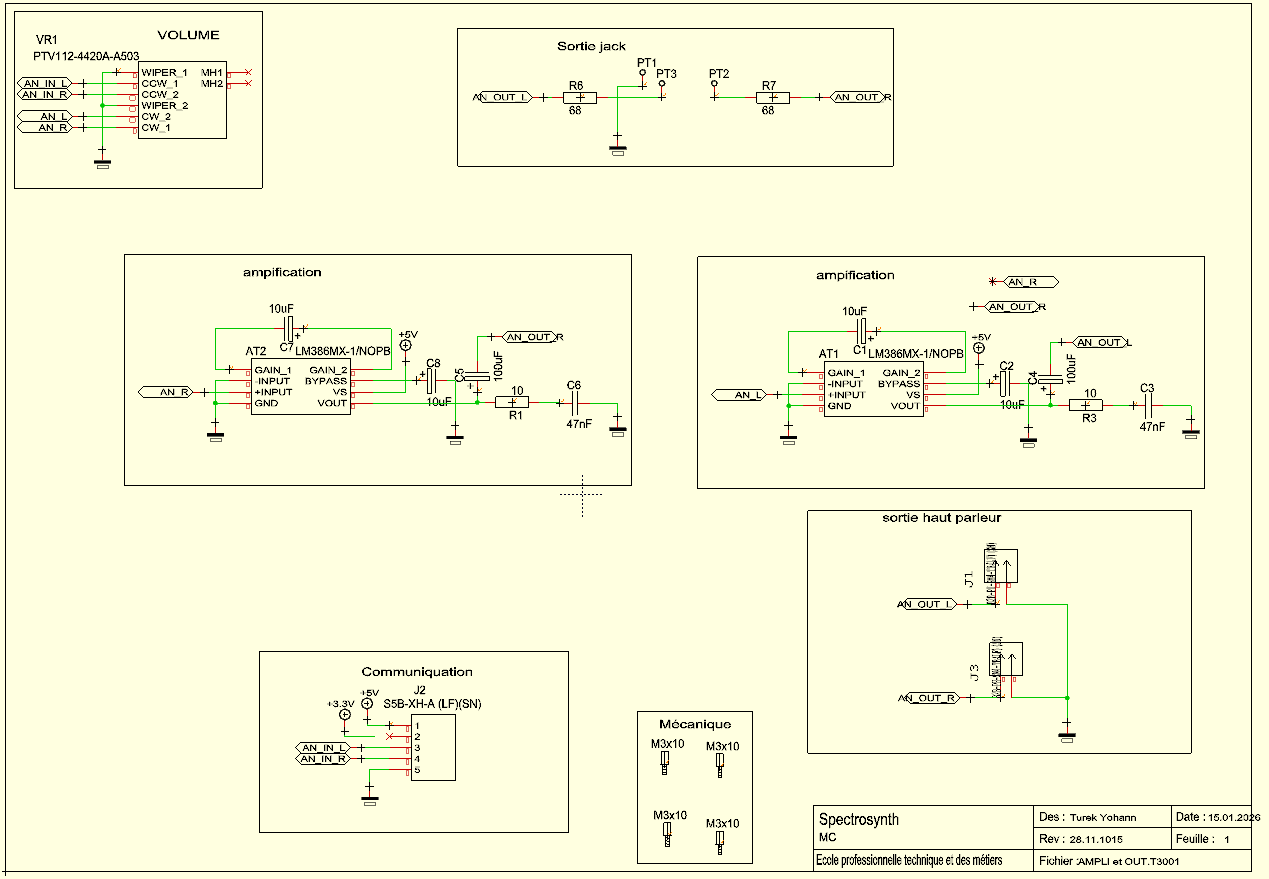 VOLUME
VR1
PTV112-4420A-A503
WIPER_1
MH1
AN_IN_L
CCW_1
MH2
AN_IN_R
CCW_2
WIPER_2
AN_L
CW_2
AN_R
CW_1
Sortie jack
PT1
PT3
PT2
AN_OUT_L
R6
68
R7
68
AN_OUT_R
ampification
10uF
C7
AT2
LM386MX-1/NOPB
+5V
GAIN_1
GAIN_2
-INPUT
BYPASS
+INPUT
VS
GND
VOUT
AN_R
C8
10uF
C5
100uF
AN_OUT_R
10
R1
C6
47nF
ampification
AN_R
AN_OUT_R
10uF
C1
AT1
LM386MX-1/NOPB
+5V
GAIN_1
GAIN_2
-INPUT
BYPASS
+INPUT
VS
GND
VOUT
AN_L
C2
10uF
C4
100uF
AN_OUT_L
10
R3
C3
47nF
sortie haut parleur
J1
AN_OUT_L
J3
AN_OUT_R
Communiquation
J2
+5V
S5B-XH-A (LF)(SN)
+3.3V
1
2
AN_IN_L
3
AN_IN_R
4
5
Mécanique
M3x10
M3x10
M3x10
M3x10
Spectrosynth
MC
Ecole professionnelle technique et des métiers
Des : Turek Yohann
Date : 15.01.2026
Rev : 28.11.1015
Feuille : 1
Fichier :AMPLI et OUT.T3001